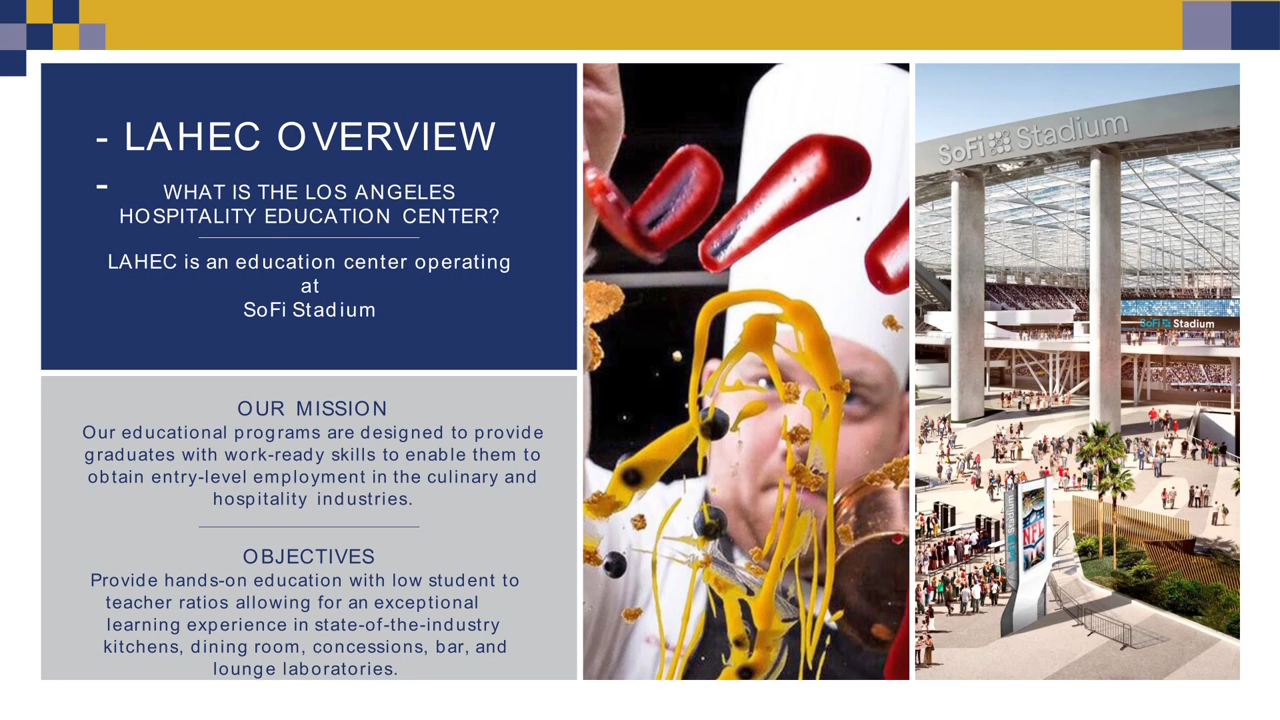 - LAHEC OVERVIEW
-
WHAT IS THE LOS ANGELES
HOSPITALITY EDUCATION CENTER?
LAHEC is an education center operating
at
SoFi Stadium
OUR MISSION
Our educational programs are designed to provide
graduates with work-ready skills to enable them to
obtain entry-level employment in the culinary and
hospitality industries.
OBJECTIVES
Provide hands-on education with low student to
teacher ratios allowing for an exceptional
learning experience in state-of-the-industry
kitchens, dining room, concessions, bar, and
lounge laboratories.
SoFi Stadium
SoFi Stadium
Stadium
NFL